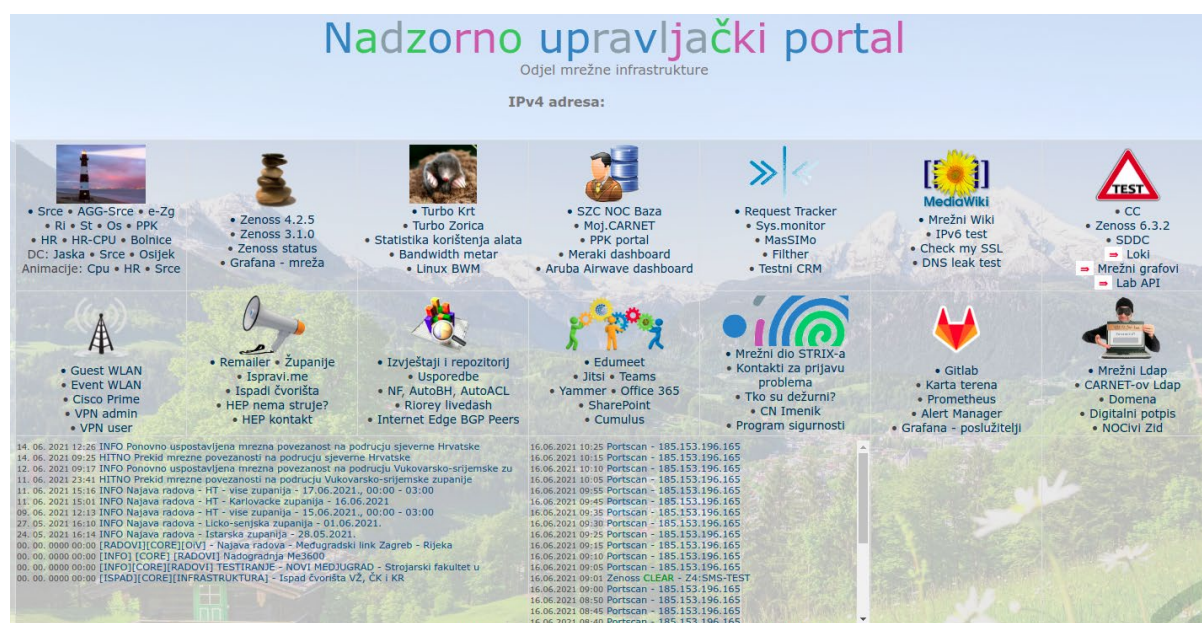 Nadzorno upravljački portal
Odjel mrežne infrastrukture
IPv4 adresa:
• Srce • AGG-Srce • e-Zg
• Ri • St • Os • PPK
• HR • HR-CPU • Bolnice
DC: Jaska • Srce • Osijek
Animacije: Cpu • HR • Srce
• Zenoss 4.2.5
• Zenoss 3.1.0
• Zenoss status
• Grafana - mreža
• Turbo Krt
• Turbo Zorica
• Statistika korištenja alata
• Bandwidth metar
• Linux BWM
• SZC NOC Baza
• Moj.CARNET
• PPK portal
• Meraki dashboard
• Aruba Airwave dashboard
• Request Tracker
• Sys.monitor
• MasSIMo
• Filther
• Testni CRM
MediaWiki
• Mrežni Wiki
• IPv6 test
• Check my SSL
• DNS leak test
TEST
• CC
• Zenoss 6.3.2
• SDDC
Loki
Mrežni grafovi
Lab API
• Guest WLAN
• Event WLAN
• Cisco Prime
• VPN admin
• VPN user
• Remailer • Županije
• Ispravi.me
• Ispadi čvorišta
• HEP nema struje?
• HEP kontakt
• Izvještaji i repozitorij
• Usporedbe
• NF, AutoBH, AutoACL
• Riorey livedash
• Internet Edge BGP Peers
• Edumeet
• Jitsi • Teams
• Yammer • Office 365
• SharePoint
• Cumulus
• Mrežni dio STRIX-a
• Kontakti za prijavu
problema
• Tko su dežurni?
• CN Imenik
• Program sigurnosti
• Gitlab
• Karta terena
• Prometheus
• Alert Manager
• Grafana - poslužitelji
• Mrežni Ldap
• CARNET-ov Ldap
• Domena
• Digitalni potpis
• NOCivi Zid
14. 06. 2021 12:26 INFO Ponovno uspostavljena mrezna povezanost na podrucju sjeverne Hrvatske
14. 06. 2021 09:25 HITNO Prekid mrezne povezanosti na podrucju sjeverne Hrvatske
12. 06. 2021 09:17 INFO Ponovno uspostavljena mrezna povezanost na podrucju Vukovarsko-srijemske zu
11. 06. 2021 23:41 HITNO Prekid mrezne povezanosti na podrucju Vukovarsko-srijemske zupanije
11. 06. 2021 15:16 INFO Najava radova - HT - vise zupanija - 17.06.2021., 00:00 - 03:00
11. 06. 2021 15:01 INFO Najava radova - HT - Karlovacke zupanija - 16.06.2021
09. 06. 2021 12:13 INFO Najava radova - HT - vise zupanija - 15.06.2021., 00:00 - 03:00
27. 05. 2021 16:10 INFO Najava radova - Licko-senjska zupanija - 01.06.2021.
24. 05. 2021 16:14 INFO Najava radova - Istarska zupanija - 28.05.2021.
00. 00. 0000 00:00 [RADOVI][CORE][OiV] - Najava radova - Međugradski link Zagreb - Rijeka
00. 00. 0000 00:00 [INFO] [CORE] [RADOVI] Nadogradnja Me3600
00. 00. 0000 00:00 [INFO][CORE][RADOVI] TESTIRANJE - NOVI MEDJUGRAD - Strojarski fakultet u
00. 00. 0000 00:00 [ISPAD][CORE][INFRASTRUKTURA] - Ispad čvorišta VŽ, ČK i KR
16.06.2021 10:25 Portscan - 185.153.196.165
16.06.2021 10:15 Portscan - 185.153.196.165
16.06.2021 10:10 Portscan - 185.153.196.165
16.06.2021 10:05 Portscan - 185.153.196.165
16.06.2021 09:55 Portscan - 185.153.196.165
16.06.2021 09:45 Portscan - 185.153.196.165
16.06.2021 09:35 Portscan - 185.153.196.165
16.06.2021 09:30 Portscan - 185.153.196.165
16.06.2021 09:25 Portscan - 185.153.196.165
16.06.2021 09:15 Portscan - 185.153.196.165
16.06.2021 09:10 Portscan - 185.153.196.165
16.06.2021 09:05 Portscan - 185.153.196.165
16.06.2021 09:01 Zenoss CLEAR - Z4:SMS-TEST
16.06.2021 09:00 Portscan - 185.153.196.165
16.06.2021 08:50 Portscan - 185.153.196.165
16.06.2021 08:45 Portscan - 185.153.196.165
16.06.2021 08:40 Portscan - 185.153.196.165